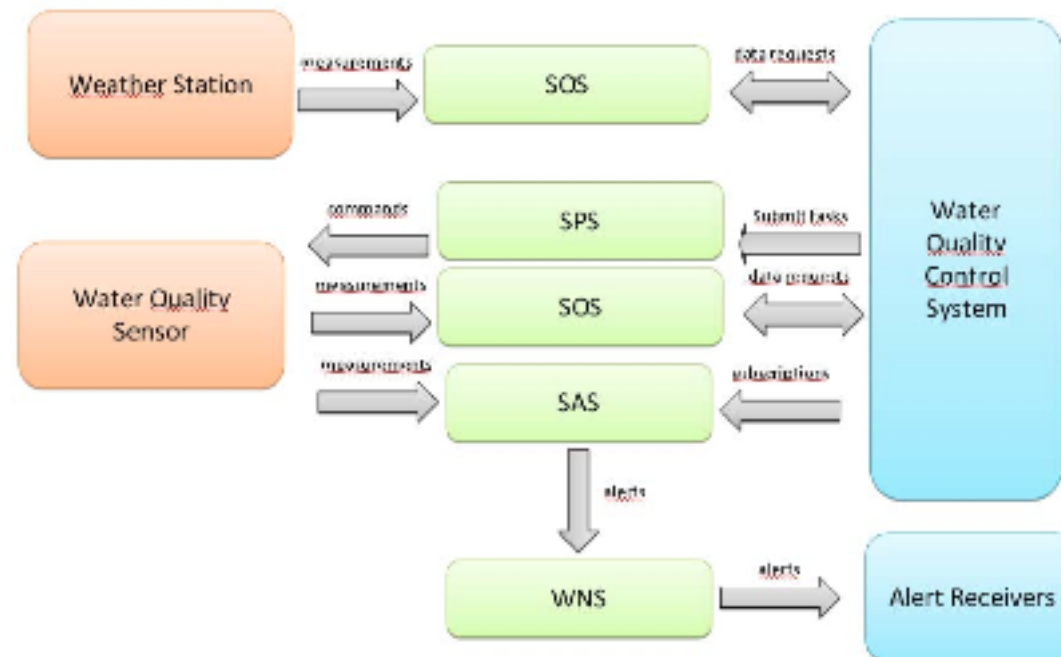 Weather Station
measurements
SOS
data requests
commands
SPS
Submit tasks
Water
Quality
Control
System
Water Quality
Sensor
measurements
SOS
data requests
measurements
SAS
subscriptions
alerts
WNS
alerts
Alert Receivers